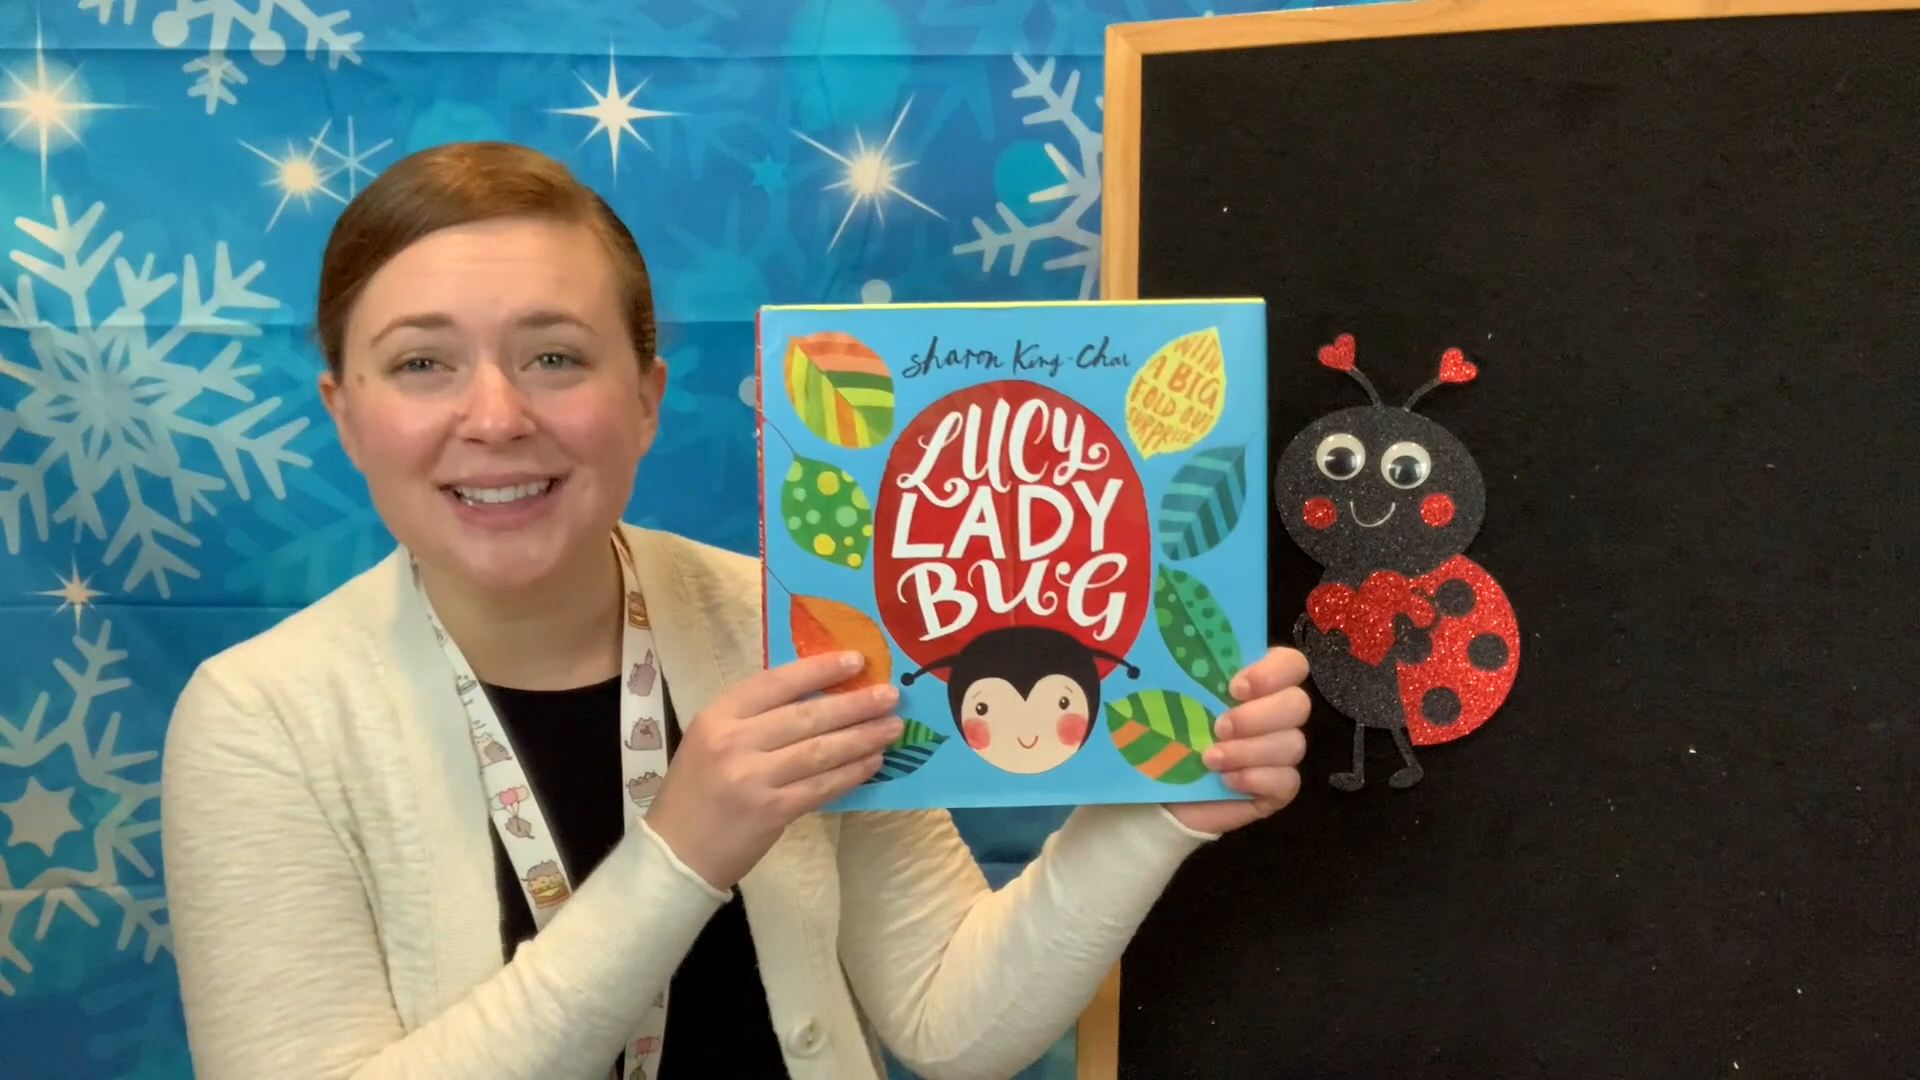 sharon King-Chai
WITH
A BIG
FOLD OUT
SURPRISE
LUCY
LADY
BUG